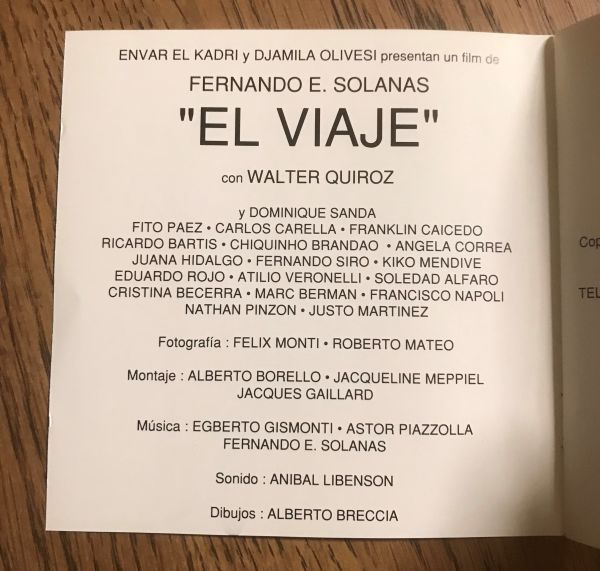 ENVAR EL KADRI y DJAMILA OLIVESI presentan un film de
FERNANDO E. SOLANAS
"EL VIAJE"
con WALTER QUIROZ
y DOMINIQUE SANDA
FITO PAEZ • CARLOS CARELLA • FRANKLIN CAICEDO
RICARDO BARTIS • CHIQUINHO BRANDAO • ANGELA CORREA
JUANA HIDALGO • FERNANDO SIRO • KIKO MENDIVE
EDUARDO ROJO • ATILIO VERONELLI • SOLEDAD ALFARO
CRISTINA BECERRA • MARC BERMAN • FRANCISCO NAPOLI
NATHAN PINZON • JUSTO MARTINEZ
Fotografía : FELIX MONTI • ROBERTO MATEO
Montaje : ALBERTO BORELLO • JACQUELINE MEPPIEL
JACQUES GAILLARD
Música : EGBERTO GISMONTI • ASTOR PIAZZOLLA
FERNANDO E. SOLANAS
Sonido : ANIBAL LIBENSON
Dibujos : ALBERTO BRECCIA
Cop
TEL